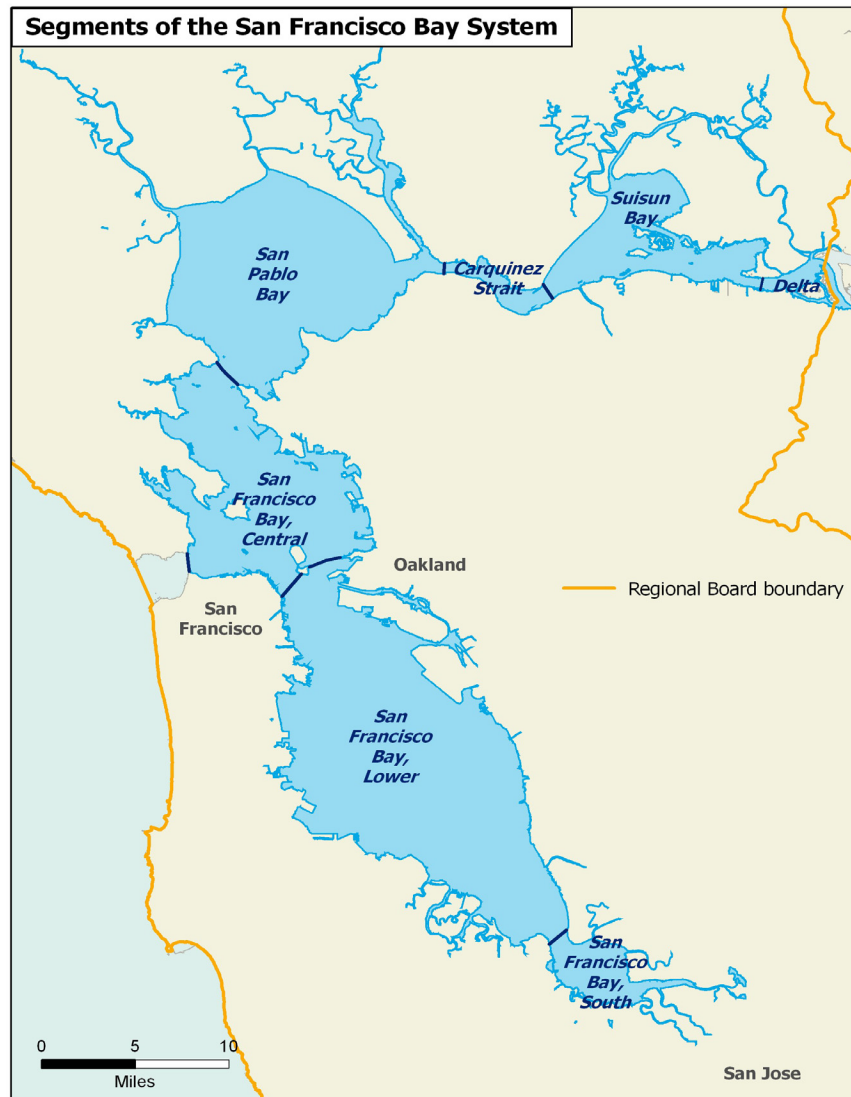 Segments of the San Francisco Bay System
Suisun
Bay
San
Pablo
Bay
Carquinez
Strait
Delta
San
Francisco
Bay,
Central
Oakland
Regional Board boundary
San
Francisco
San
Francisco
Bay,
Lower
San
Francisco
Bay,
South
0 5 10
Miles
San Jose